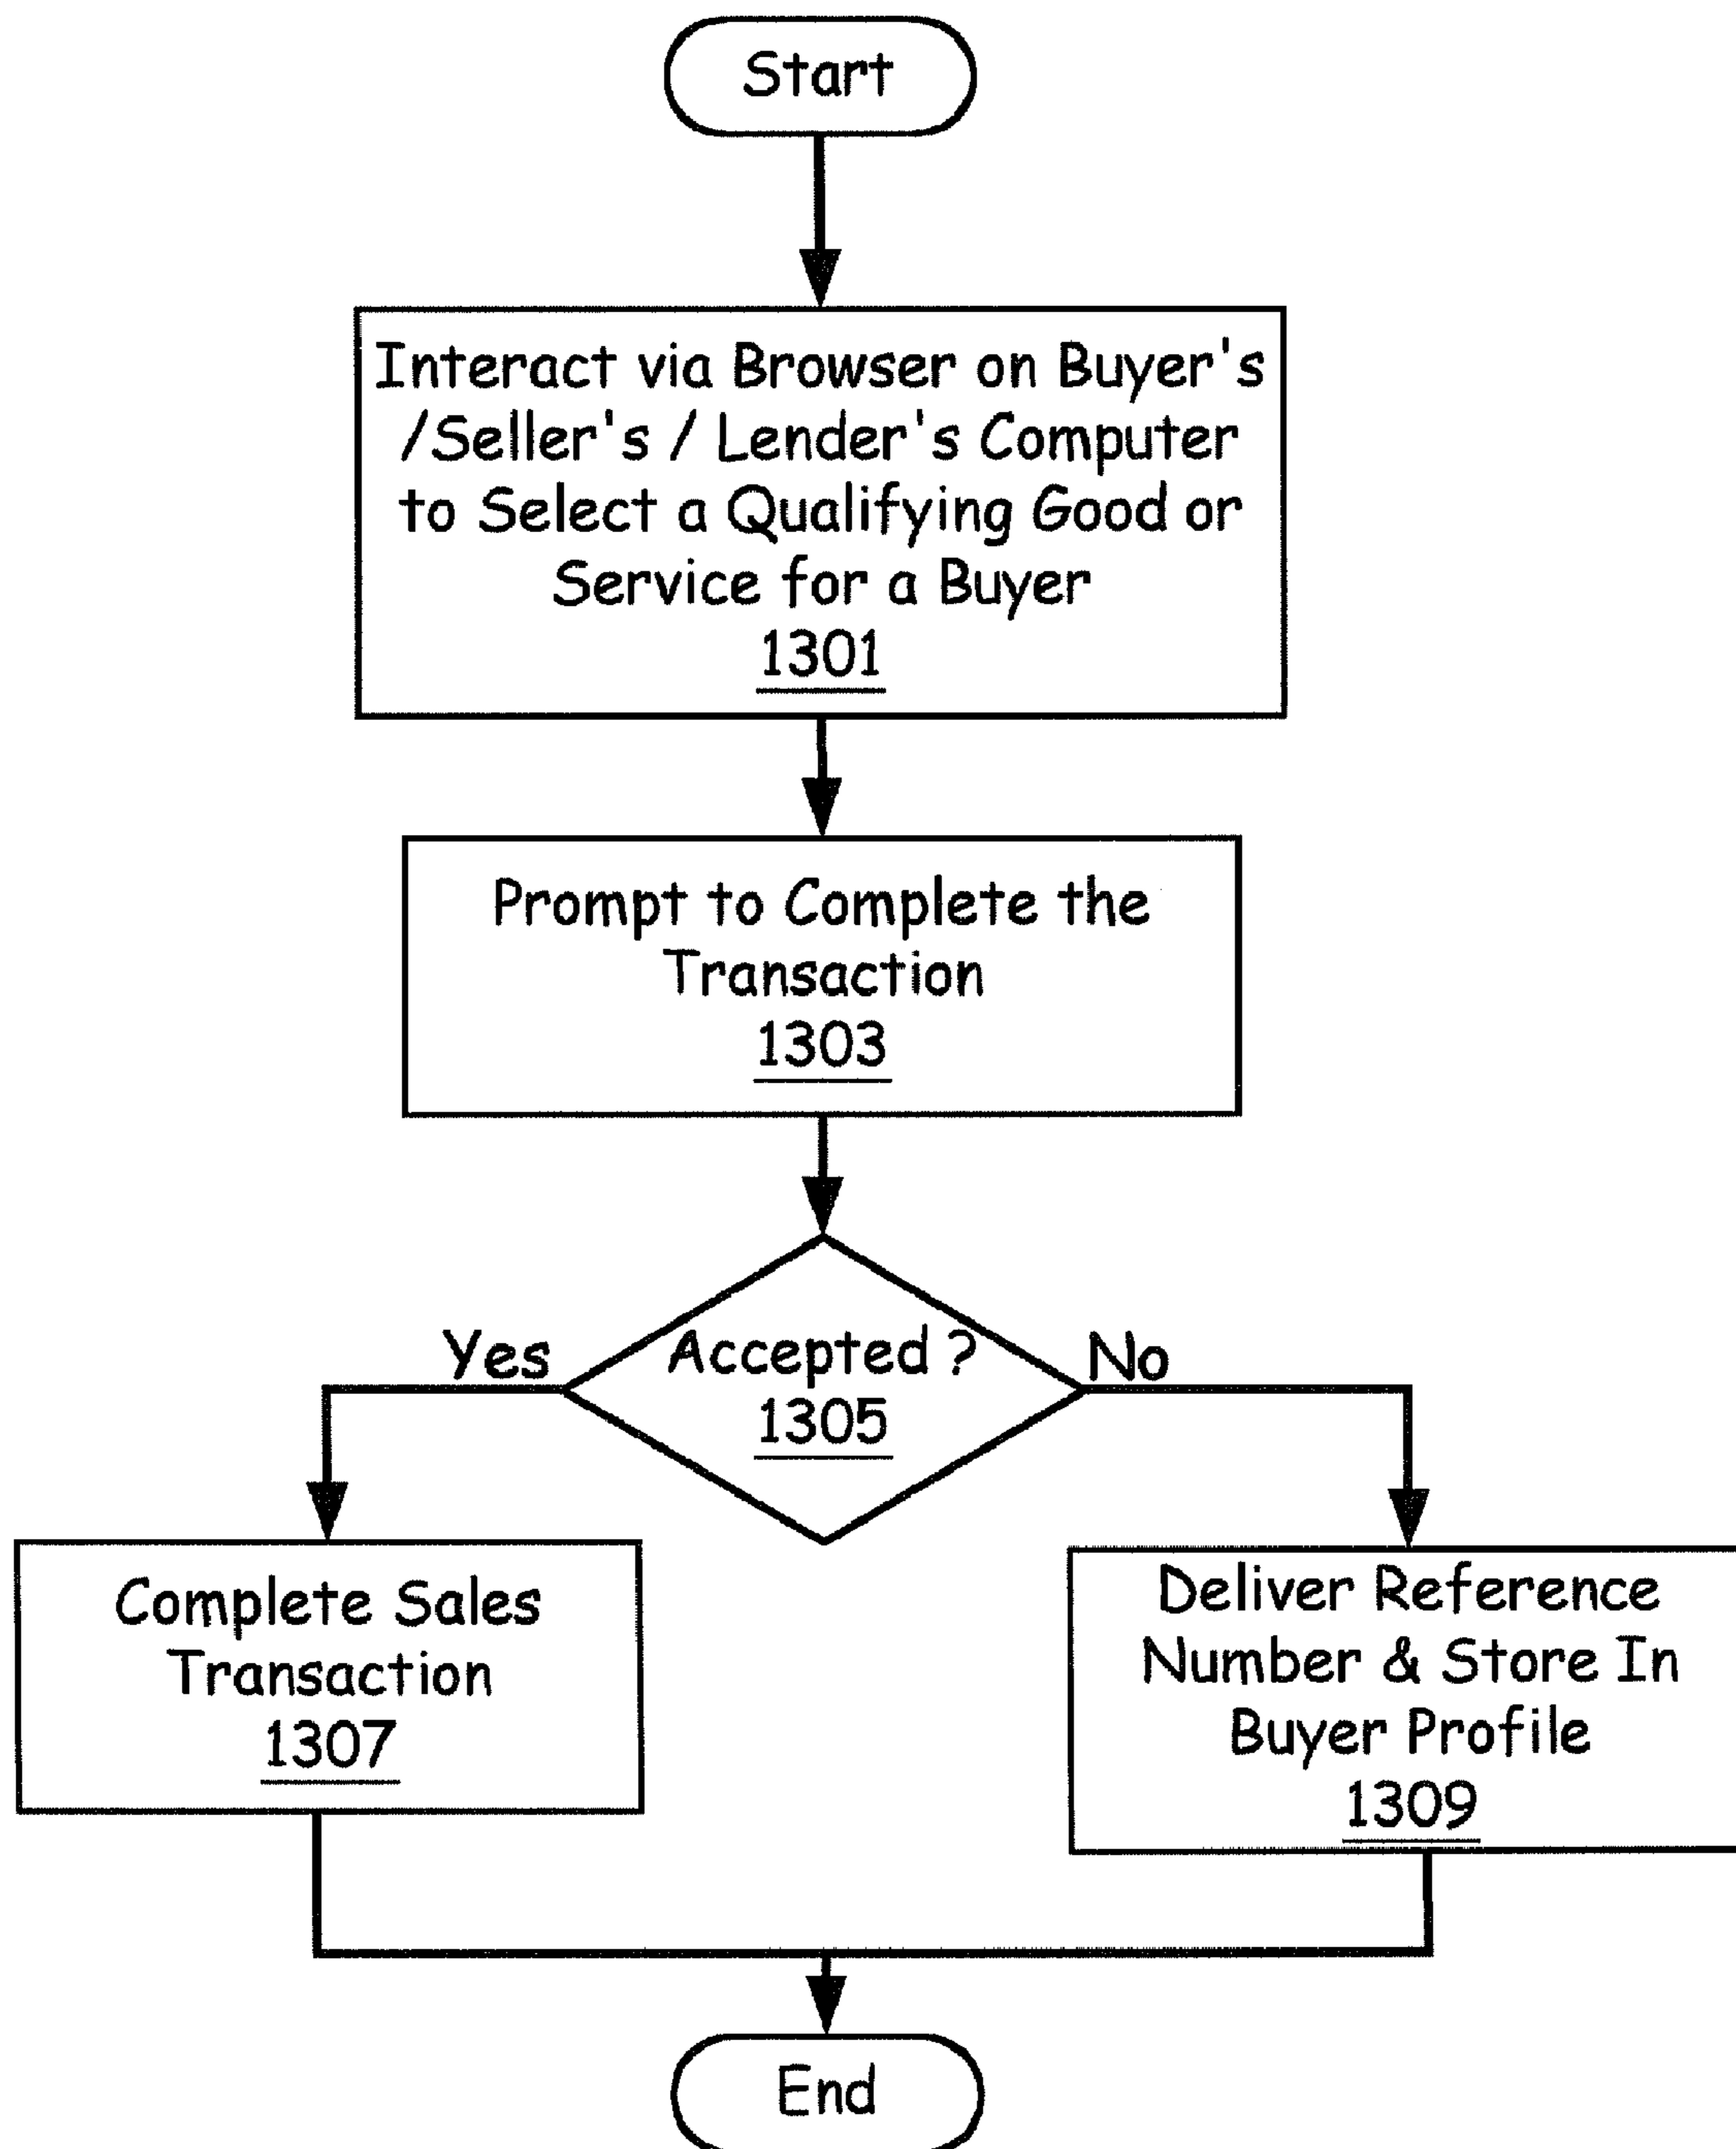 Start
Interact via Browser on Buyer's
/Seller's / Lender's Computer
to Select a Qualifying Good or
Service for a Buyer
1301
Prompt to Complete the
Transaction
1303
Accepted ?
1305
Yes
No
Complete Sales
Transaction
1307
Deliver Reference
Number & Store In
Buyer Profile
1309
End